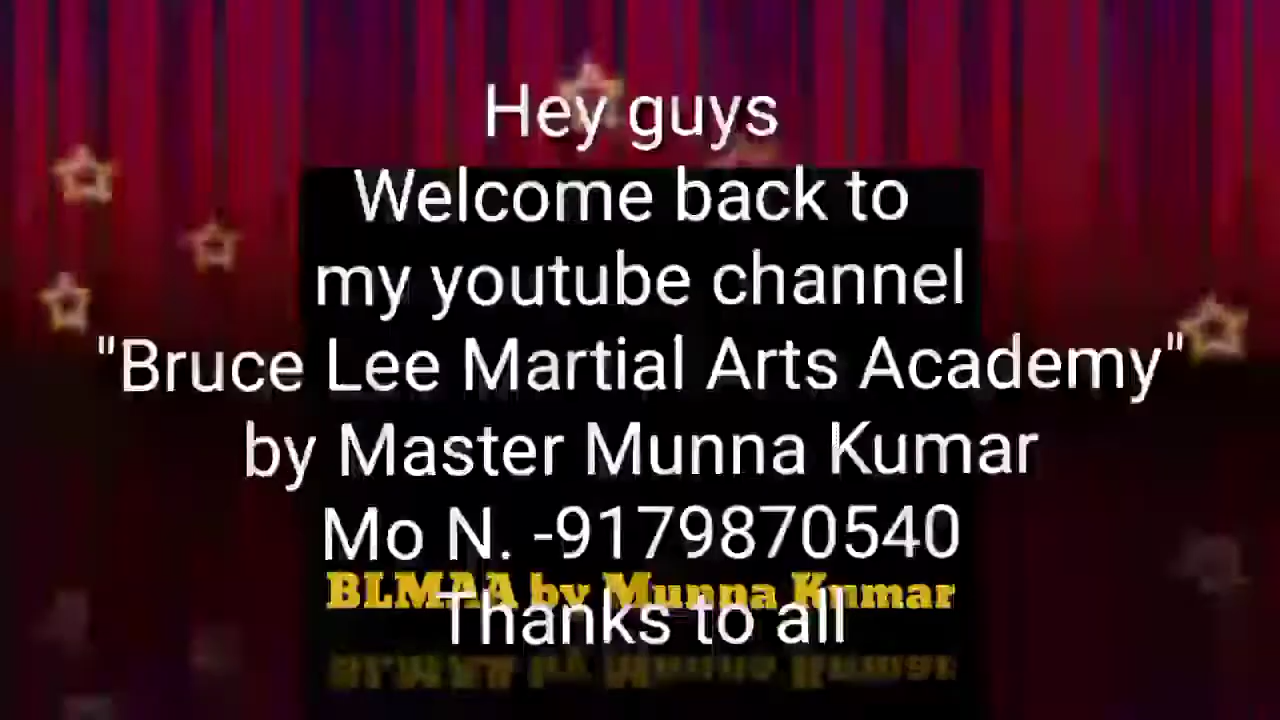 Hey guys
Welcome back to
my youtube channel
"Bruce Lee Martial Arts Academy"
by Master Munna Kumar
Mo N. -9179870540
BLMAA by Munna Kumar
Thanks to all